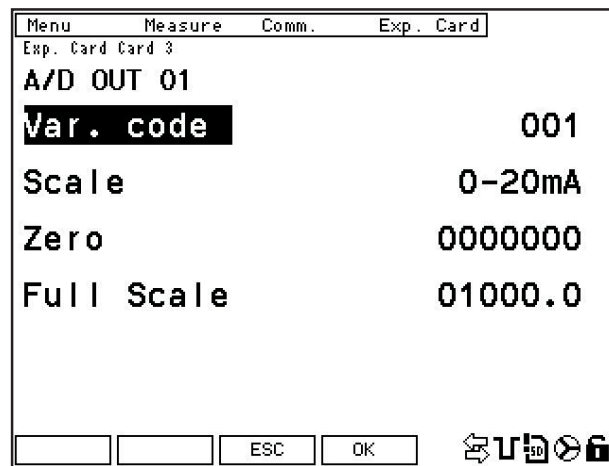 Menu Measure Comm. Exp. Card
Exp. Card Card 3
A/D OUT 01
Var. code 001
Scale 0-20mA
Zero 0000000
Full Scale 01000.0
ESC OK SD